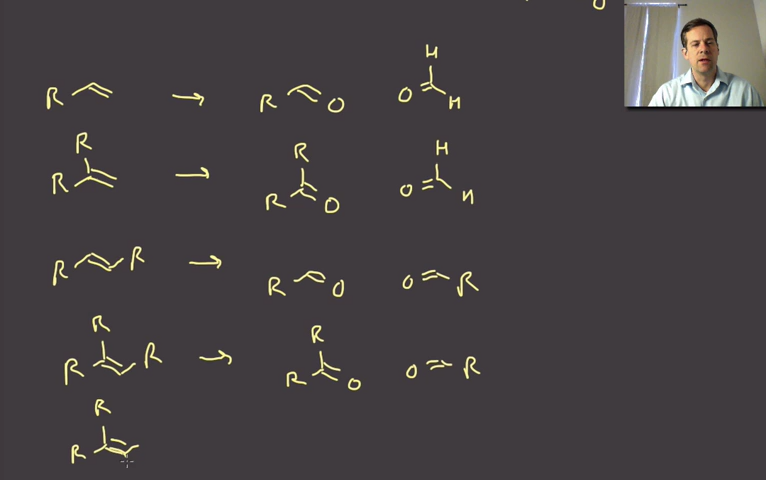 R → R O O H H
R R → R R O O H H
R R → R O O R
R R R → R R O O R
R R